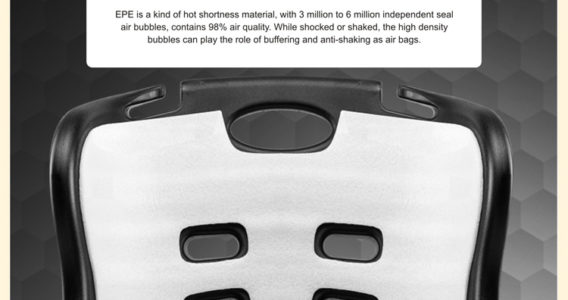 EPE is a kind of hot shortness material, with 3 million to 6 million independent seal
air bubbles, contains 98% air quality. While shocked or shaked, the high density
bubbles can play the role of buffering and anti-shaking as air bags.